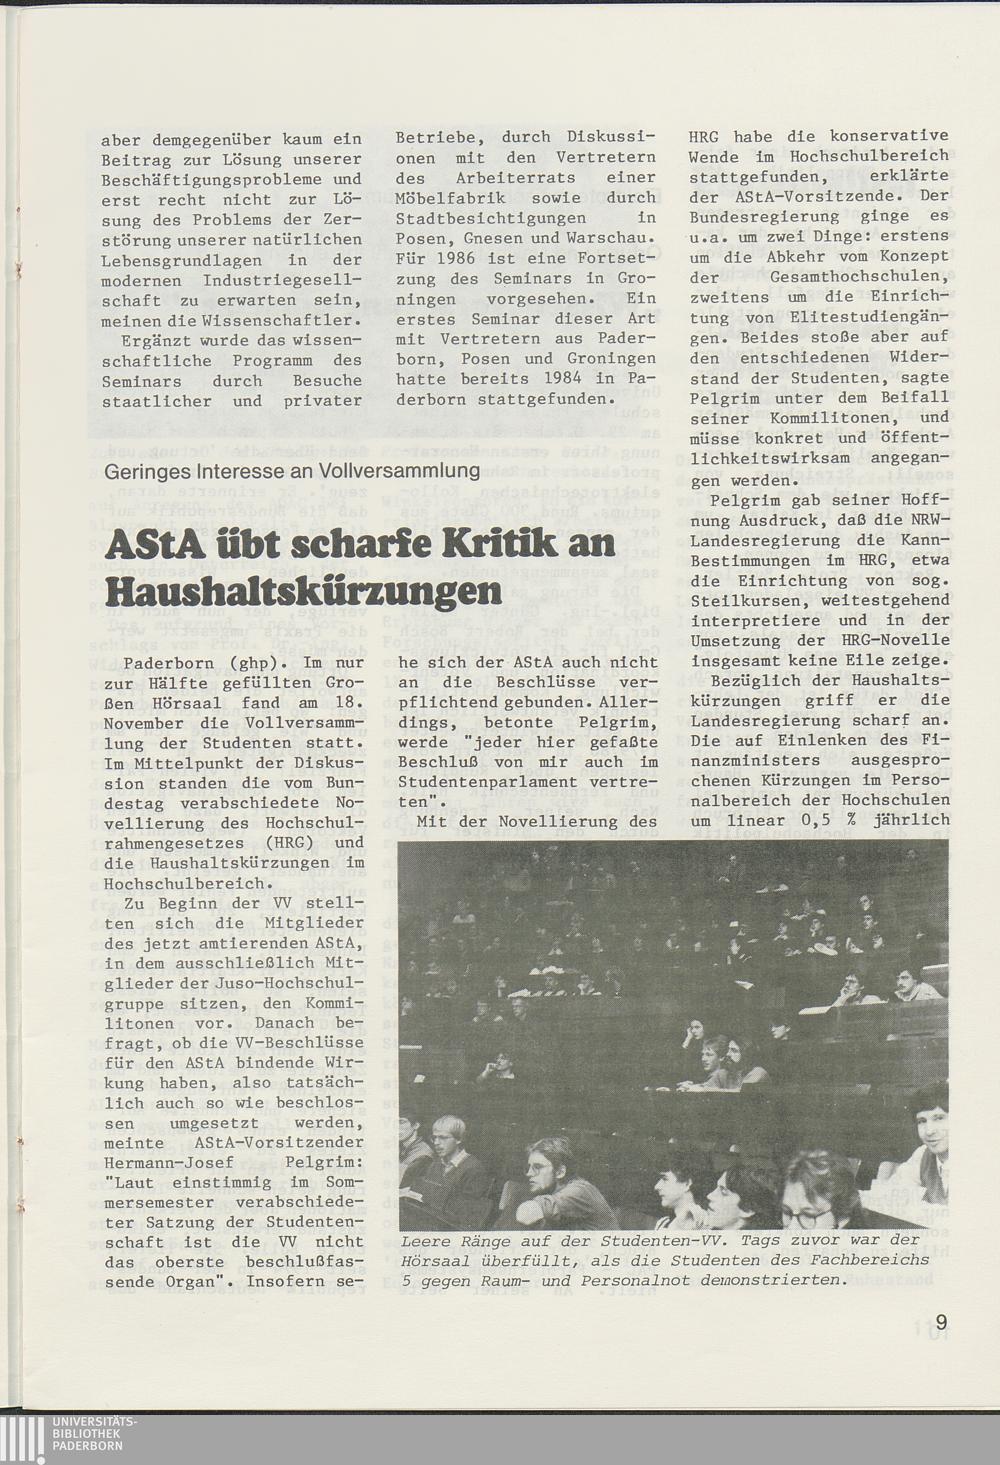 aber demgegenüber kaum ein
Beitrag zur Lösung unserer
Beschäftigungsprobleme und
erst recht nicht zur Lö-
sung des Problems der Zer-
störung unserer natürlichen
Lebensgrundlagen in der
modernen Industriegesell-
schaft zu erwarten sein,
meinen die Wissenschaftler.
Ergänzt wurde das wissen-
schaftliche Programm des
Seminars durch Besuche
staatlicher und privater
Betriebe, durch Diskussi-
onen mit den Vertretern
des Arbeiterrats einer
Möbelfabrik sowie durch
Stadtbesichtigungen in
Posen, Gnesen und Warschau.
Für 1986 ist eine Fortset-
zung des Seminars in Gro-
ningen vorgesehen. Ein
erstes Seminar dieser Art
mit Vertretern aus Pader-
born, Posen und Groningen
hatte bereits 1984 in Pa-
derborn stattgefunden.
Geringes Interesse an Vollversammlung
AStA übt scharfe Kritik an
Haushaltskürzungen
Paderborn (ghp). Im nur
zur Hälfte gefüllten Gro-
ßen Hörsaal fand am 18.
November die Vollversamm-
lung der Studenten statt.
Im Mittelpunkt der Diskus-
sion standen die vom Bun-
destag verabschiedete No-
vellierung des Hochschul-
rahmengesetzes (HRG) und
die Haushaltskürzungen im
Hochschulbereich.
Zu Beginn der VV stell-
ten sich die Mitglieder
des jetzt amtierenden AStA,
in dem ausschließlich Mit-
glieder der Juso-Hochschul-
gruppe sitzen, den Kommi-
litonen vor. Danach be-
fragt, ob die VV-Beschlüsse
für den AStA bindende Wir-
kung haben, also tatsäch-
lich auch so wie beschlos-
sen umgesetzt werden,
meinte AStA-Vorsitzender
Hermann-Josef Pelgrim:
"Laut einstimmig im Som-
mersemester verabschiede-
ter Satzung der Studenten-
schaft ist die VV nicht
das oberste beschlußfas-
sende Organ". Insofern se-
he sich der AStA auch nicht
an die Beschlüsse ver-
pflichtend gebunden. Aller-
dings, betonte Pelgrim,
werde "jeder hier gefaßte
Beschluß von mir auch im
Studentenparlament vertre-
ten".
Mit der Novellierung des
HRG habe die konservative
Wende im Hochschulbereich
stattgefunden, erklärte
der AStA-Vorsitzende. Der
Bundesregierung ginge es
u.a. um zwei Dinge: erstens
um die Abkehr vom Konzept
der Gesamthochschulen,
zweitens um die Einrich-
tung von Elitestudiengän-
gen. Beides stoße aber auf
den entschiedenen Wider-
stand der Studenten, sagte
Pelgrim unter dem Beifall
seiner Kommilitonen, und
müsse konkret und öffent-
lichkeitswirksam angegan-
gen werden.
Pelgrim gab seiner Hoff-
nung Ausdruck, daß die NRW-
Landesregierung die Kann-
Bestimmungen im HRG, etwa
die Einrichtung von sog.
Steilkursen, weitestgehend
interpretiere und in der
Umsetzung der HRG-Novelle
insgesamt keine Eile zeige.
Bezüglich der Haushalts-
kürzungen griff er die
Landesregierung scharf an.
Die auf Einlenken des Fi-
nanzministers ausgespro-
chenen Kürzungen im Perso-
nalbereich der Hochschulen
um linear 0,5 % jährlich
Leere Ränge auf der Studenten-VV. Tags zuvor war der
Hörsaal überfüllt, als die Studenten des Fachbereichs
5 gegen Raum- und Personalnot demonstrierten.
9
UNIVERSITÄTS-
BIBLIOTHEK
PADERBORN